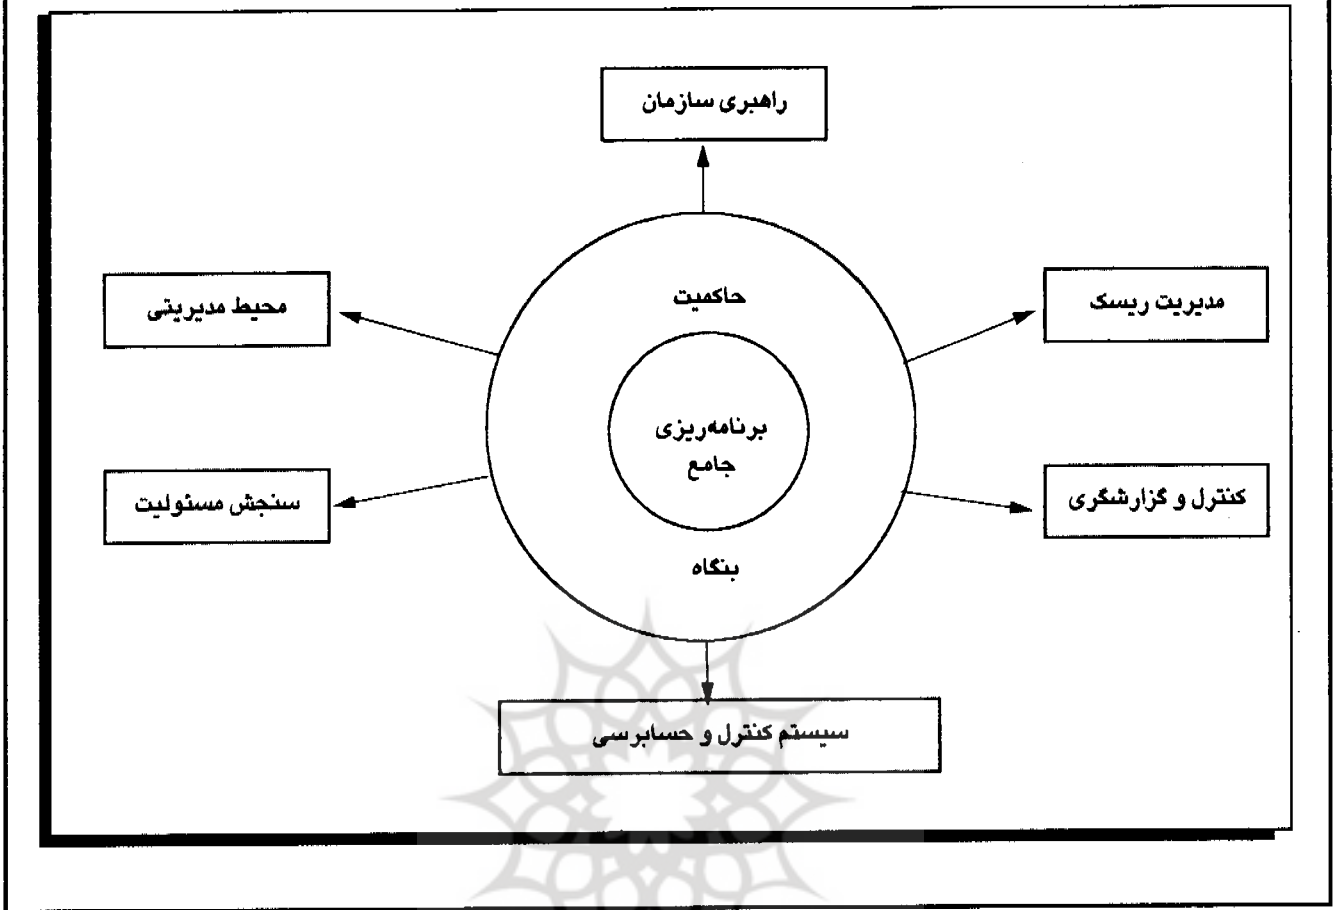 راهبری سازمان
مدیریت ریسک
محیط مدیریتی
حاکمیت
برنامه‌ریزی
جامع
کنترل و گزارشگری
سنجش مسئولیت
بنگاه
سیستم کنترل و حسابرسی